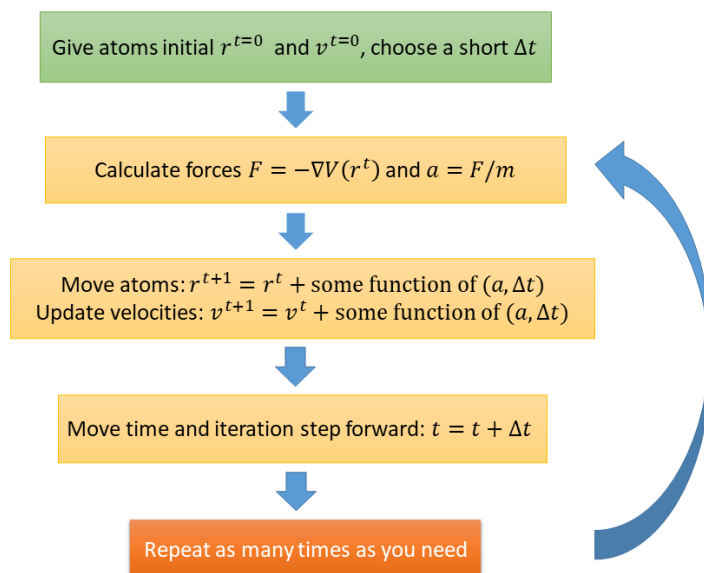 Give atoms initial r^{t=0} and v^{t=0}, choose a short Δt
Calculate forces F = −∇V(r^t) and a = F/m
Move atoms: r^{t+1} = r^t + some function of (a, Δt)
Update velocities: v^{t+1} = v^t + some function of (a, Δt)
Move time and iteration step forward: t = t + Δt
Repeat as many times as you need